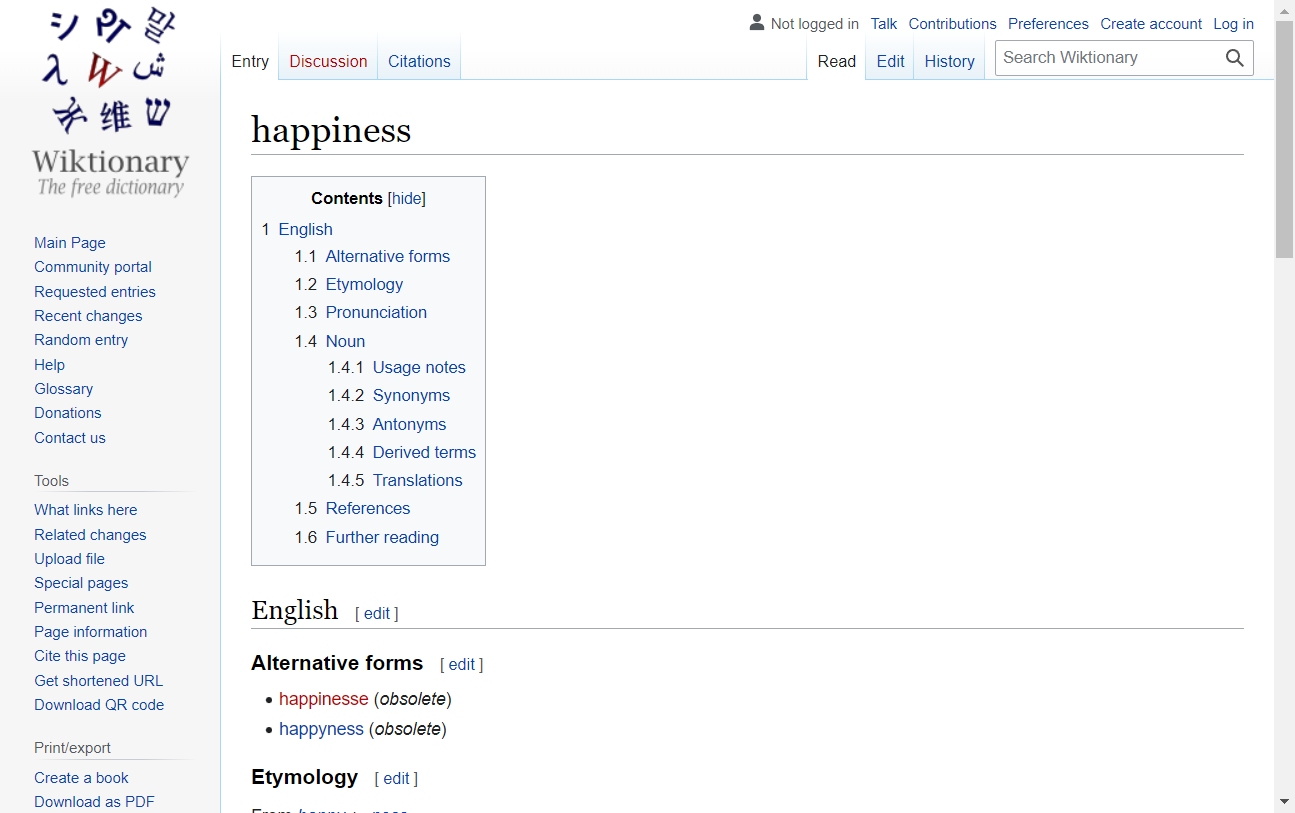 Not logged in Talk Contributions Preferences Create account Log in
Entry Discussion Citations Read Edit History Search Wiktionary
Wiktionary
The free dictionary
Main Page
Community portal
Requested entries
Recent changes
Random entry
Help
Glossary
Donations
Contact us
Tools
What links here
Related changes
Upload file
Special pages
Permanent link
Page information
Cite this page
Get shortened URL
Download QR code
Print/export
Create a book
Download as PDF
happiness
Contents [hide]
1 English
1.1 Alternative forms
1.2 Etymology
1.3 Pronunciation
1.4 Noun
1.4.1 Usage notes
1.4.2 Synonyms
1.4.3 Antonyms
1.4.4 Derived terms
1.4.5 Translations
1.5 References
1.6 Further reading
English [ edit ]
Alternative forms [ edit ]
• happinesse (obsolete)
• happyness (obsolete)
Etymology [ edit ]